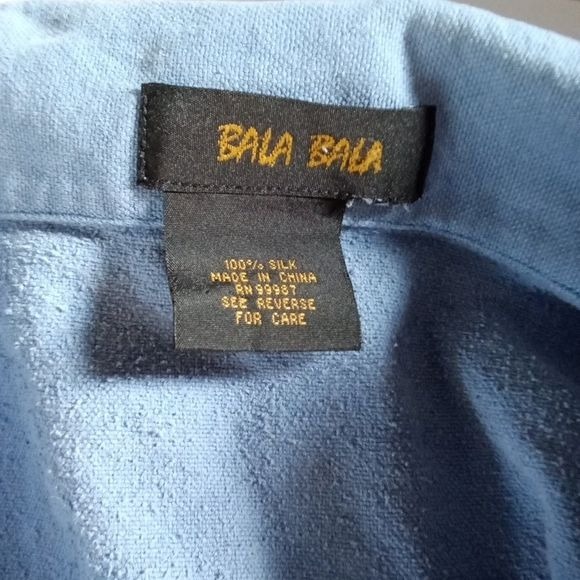 BALA BALA
100% SILK
MADE IN CHINA
RN 99987
SEE REVERSE
FOR CARE